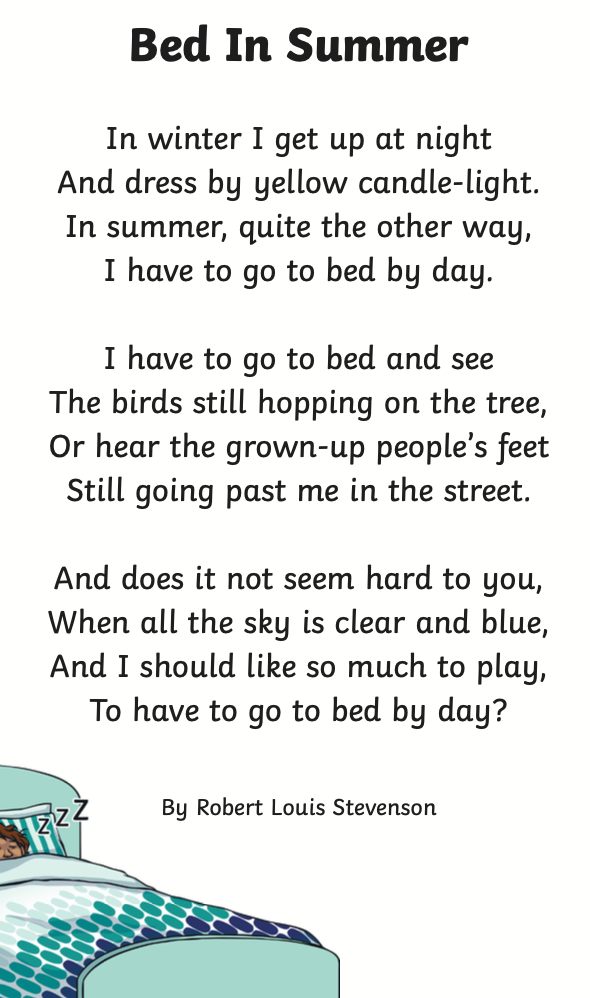 Bed In Summer
In winter I get up at night
And dress by yellow candle-light.
In summer, quite the other way,
I have to go to bed by day.
I have to go to bed and see
The birds still hopping on the tree,
Or hear the grown-up people's feet
Still going past me in the street.
And does it not seem hard to you,
When all the sky is clear and blue,
And I should like so much to play,
To have to go to bed by day?
By Robert Louis Stevenson
z z z